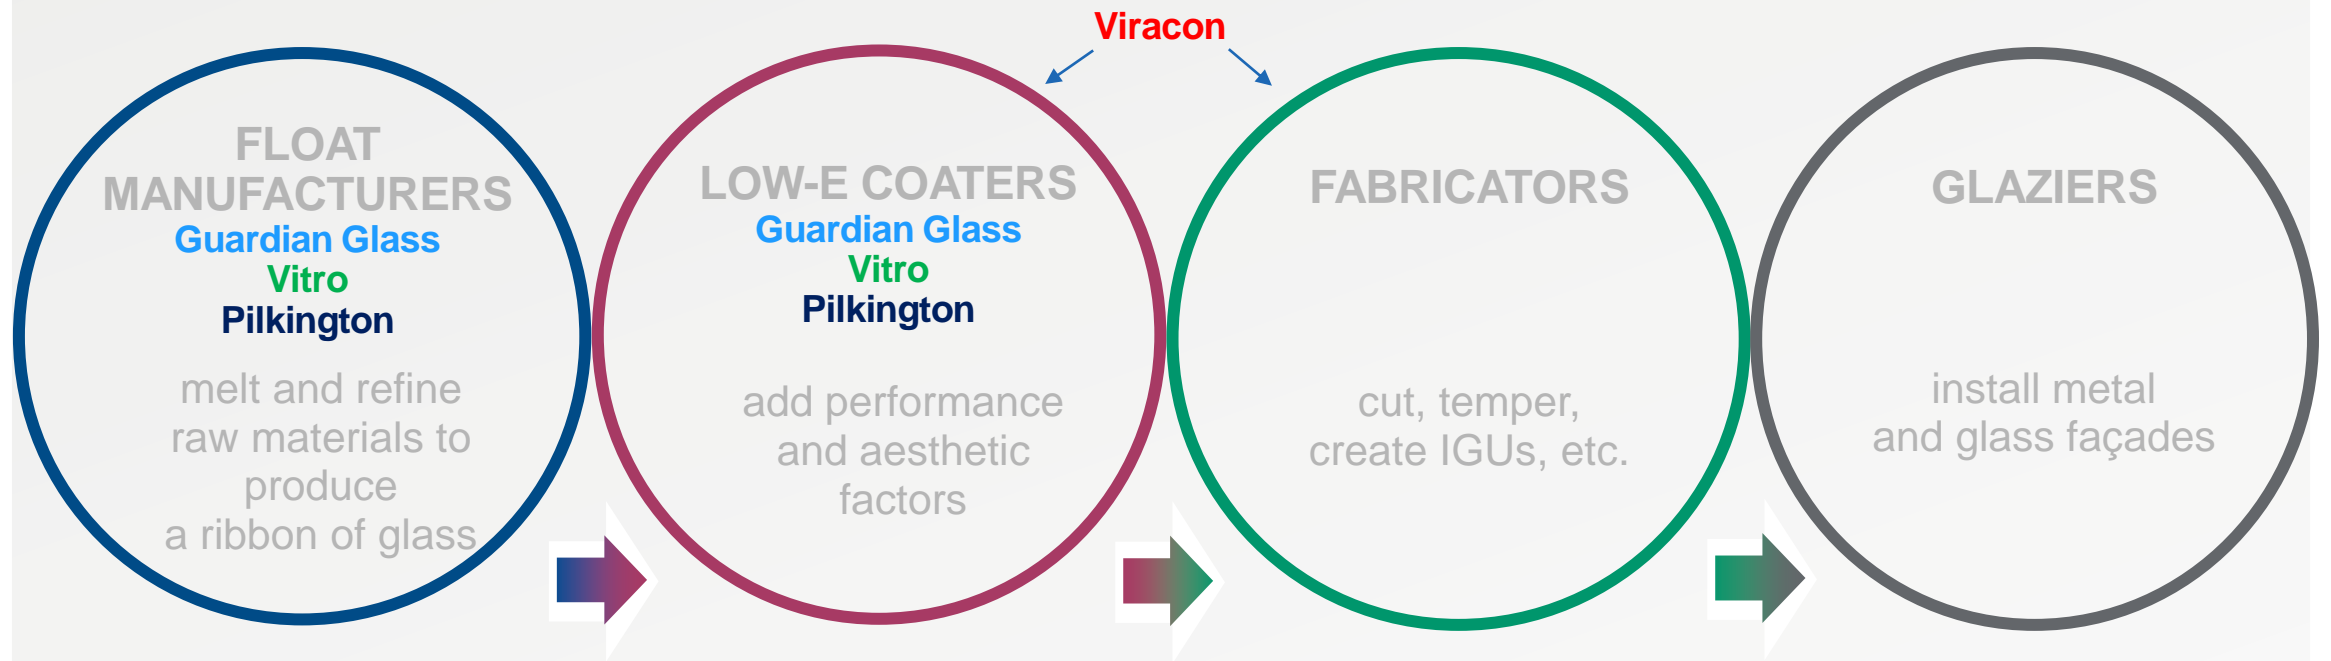 Viracon
FLOAT
MANUFACTURERS
Guardian Glass
Vitro
Pilkington
melt and refine
raw materials to
produce
a ribbon of glass
LOW-E COATERS
Guardian Glass
Vitro
Pilkington
add performance
and aesthetic
factors
FABRICATORS
cut, temper,
create IGUs, etc.
GLAZIERS
install metal
and glass façades